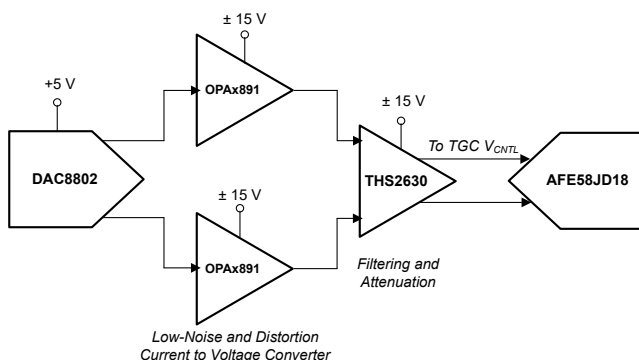 ± 15 V
OPAx891
+5 V
± 15 V
To TGC VCNTL
DAC8802
THS2630
AFE58JD18
± 15 V
OPAx891
Filtering and
Attenuation
Low-Noise and Distortion
Current to Voltage Converter